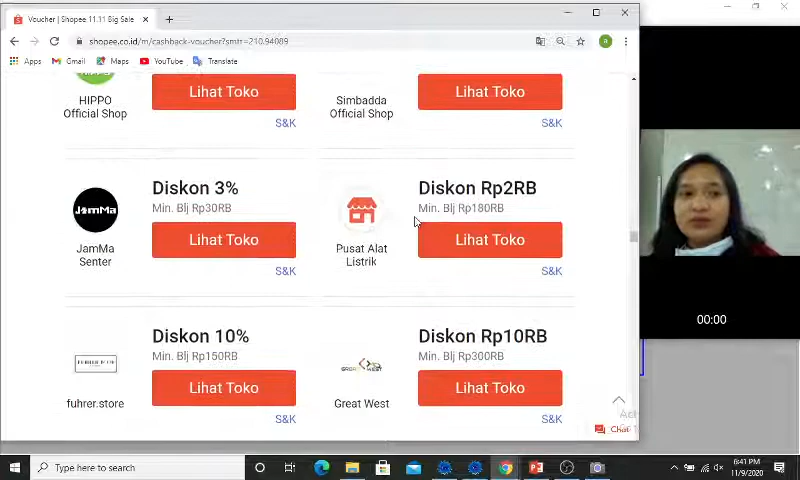 Voucher | Shopee 11.11 Big Sale
shopee.co.id/m/cashback-voucher?smtt=210.94089
a
Apps Gmail Maps YouTube Translate
HIPPO
Official Shop
Lihat Toko
S&K
Simbadda
Official Shop
Lihat Toko
S&K
JamMa
JamMa
Senter
Diskon 3%
Min. Blj Rp30RB
Lihat Toko
S&K
Pusat Alat
Listrik
Diskon Rp2RB
Min. Blj Rp180RB
Lihat Toko
S&K
fuhrer.store
Diskon 10%
Min. Blj Rp150RB
Lihat Toko
S&K
Great West
Diskon Rp10RB
Min. Blj Rp300RB
Lihat Toko
S&K
Chat
00:00
Type here to search
6:41 PM
11/9/2020